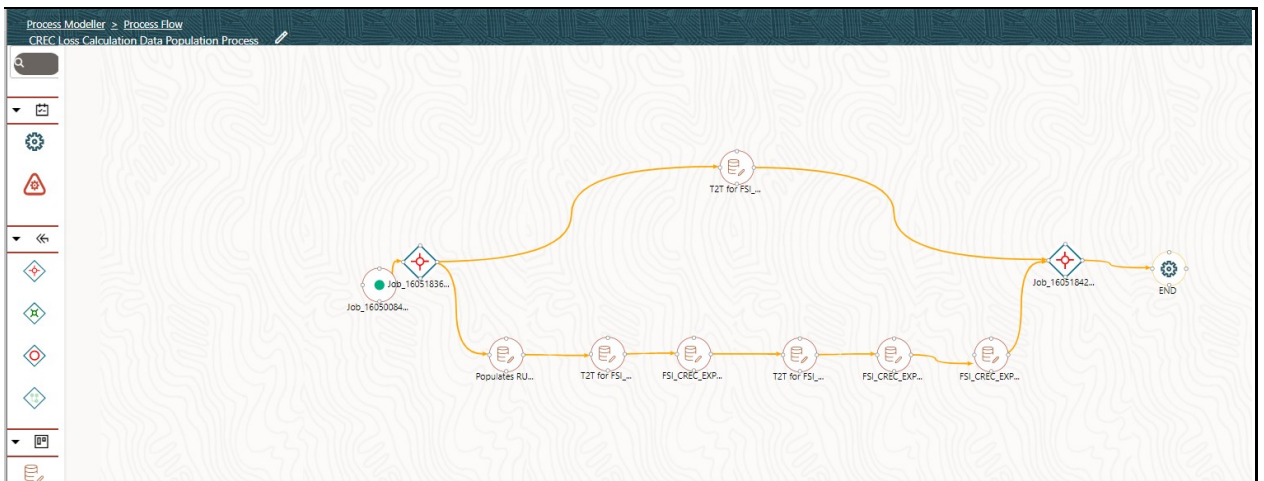 Process Modeller > Process Flow
CREC Loss Calculation Data Population Process
T2T for FSI_...
Job_16051836...
Job_16050084...
Job_16051842...
END
Populates RU...
T2T for FSI_...
FSI_CREC_EXP...
T2T for FSI_...
FSI_CREC_EXP...
FSI_CREC_EXP...